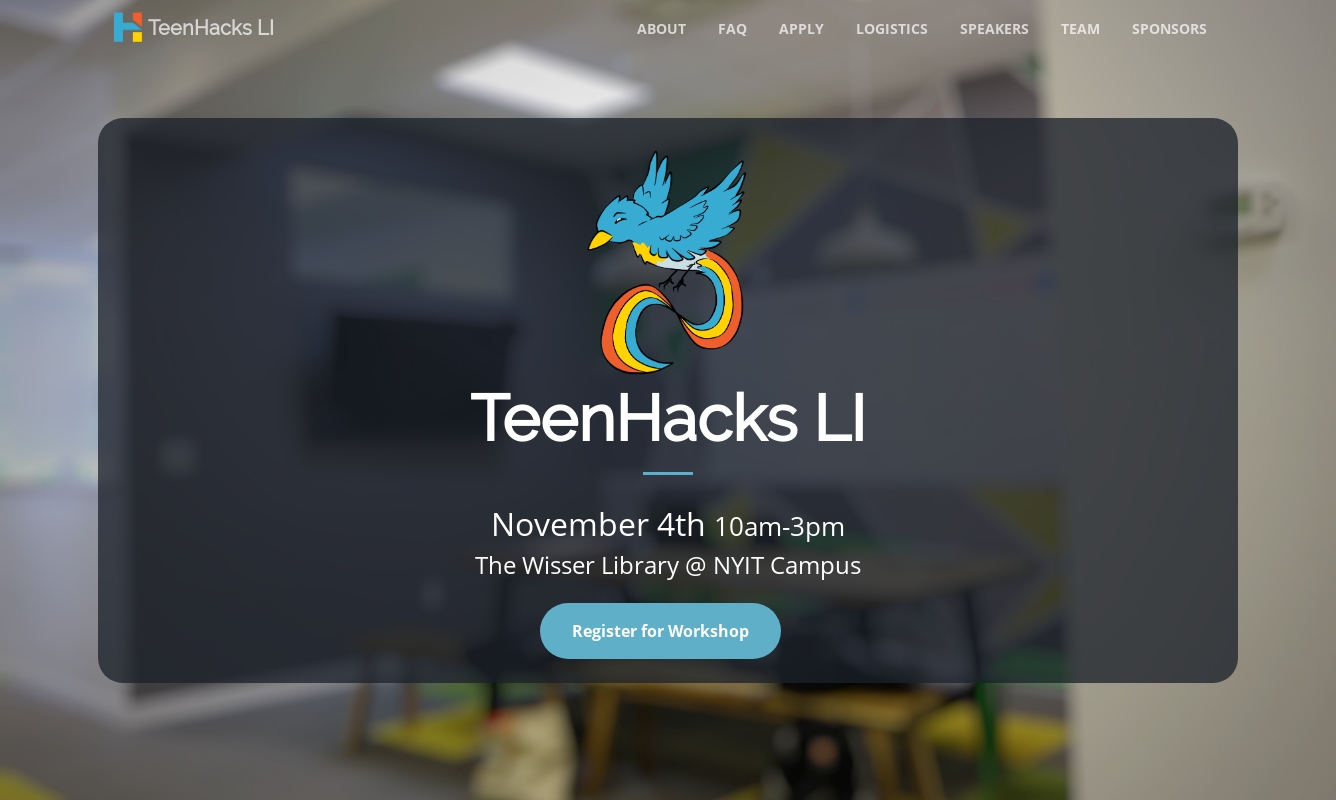 TeenHacks LI
ABOUT FAQ APPLY LOGISTICS SPEAKERS TEAM SPONSORS
TeenHacks LI
November 4th 10am-3pm
The Wisser Library @ NYIT Campus
Register for Workshop